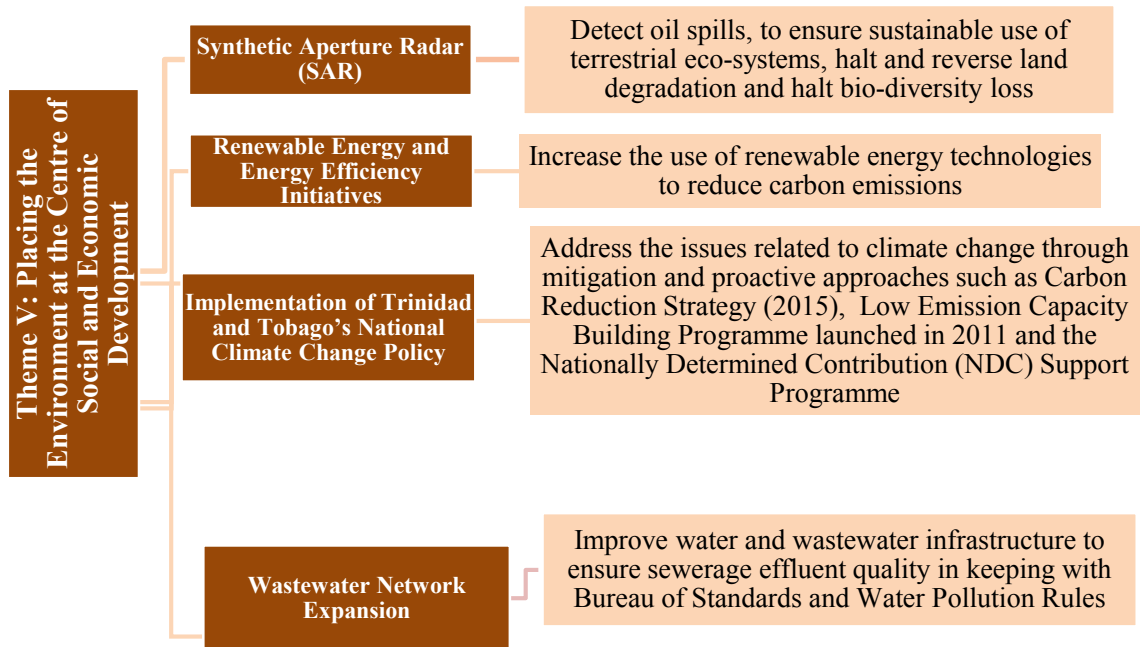 Theme V: Placing the
Environment at the Centre of
Social and Economic
Development
Synthetic Aperture Radar
(SAR)
Detect oil spills, to ensure sustainable use of
terrestrial eco-systems, halt and reverse land
degradation and halt bio-diversity loss
Renewable Energy and
Energy Efficiency
Initiatives
Increase the use of renewable energy technologies
to reduce carbon emissions
Implementation of Trinidad
and Tobago's National
Climate Change Policy
Address the issues related to climate change through
mitigation and proactive approaches such as Carbon
Reduction Strategy (2015), Low Emission Capacity
Building Programme launched in 2011 and the
Nationally Determined Contribution (NDC) Support
Programme
Wastewater Network
Expansion
Improve water and wastewater infrastructure to
ensure sewerage effluent quality in keeping with
Bureau of Standards and Water Pollution Rules